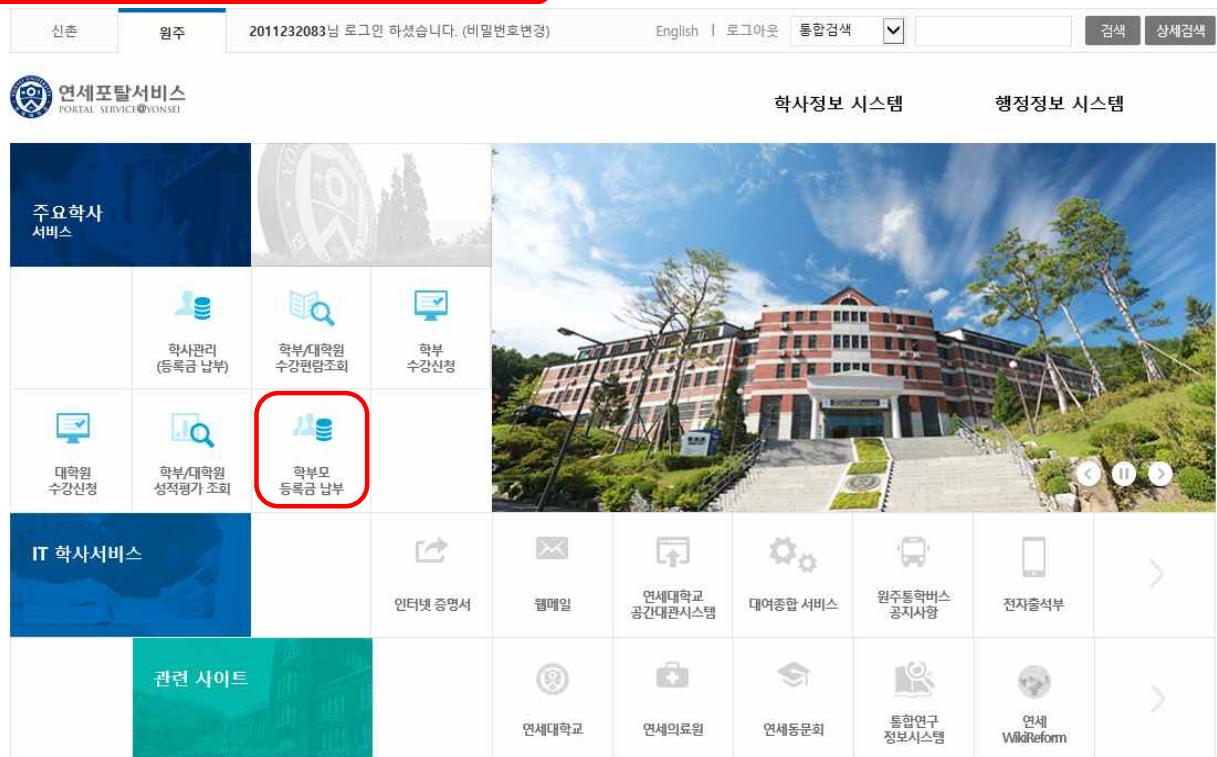 신촌
원주
2011232083님 로그인 하셨습니다. (비밀번호변경)
English | 로그아웃
통합검색
검색
상세검색
연세포탈서비스
PORTAL SERVICE@YONSEI
학사정보 시스템
행정정보 시스템
주요학사
서비스
학사관리
(등록금 납부)
학부/대학원
수강편람조회
학부
수강신청
대학원
수강신청
학부/대학원
성적평가 조회
학부모
등록금 납부
IT 학사서비스
인터넷 증명서
웹메일
연세대학교
공간대관시스템
대여종합 서비스
원주통학버스
공지사항
전자출석부
관련 사이트
연세대학교
연세의료원
연세동문회
통합연구
정보시스템
연세
WikiReform